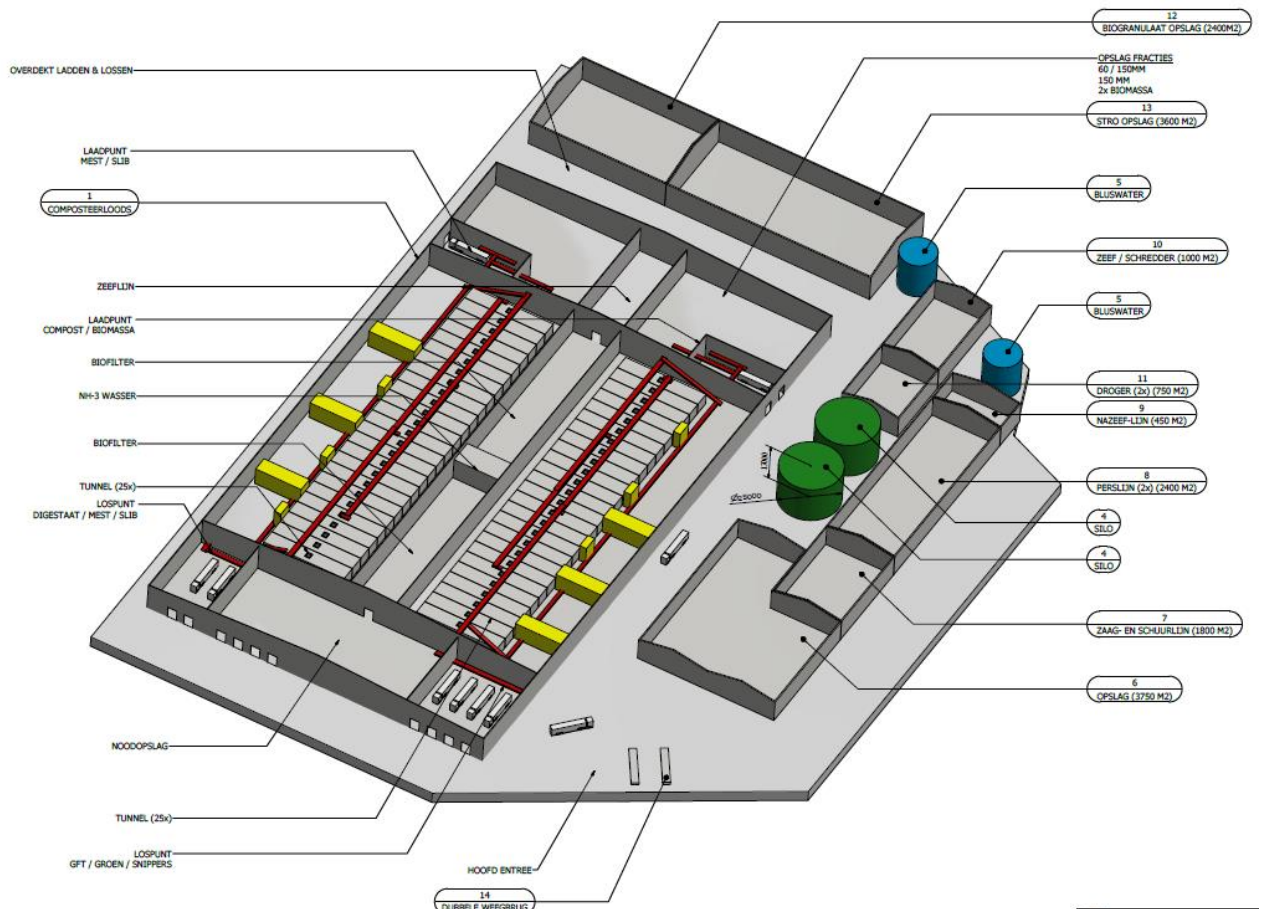 12
BIOGRANULAAT OPSLAG (2400M2)
OPSLAG FRACTIES
60 / 150MM
150 MM
2x BIOMASSA
13
STRO OPSLAG (3600 M2)
5
BLUSWATER
10
ZEEF / SCHREDDER (1000 M2)
5
BLUSWATER
11
DROGER (2x) (750 M2)
9
NAZEEF-LIJN (450 M2)
8
PERSLIJN (2x) (2400 M2)
4
SILO
4
SILO
7
ZAAG- EN SCHUURLIJN (1800 M2)
6
OPSLAG (3750 M2)
OVERDEKT LADDEN & LOSSEN
LAADPUNT
MEST / SLIB
1
COMPOSTEERLOODS
ZEEFLIJN
LAADPUNT
COMPOST / BIOMASSA
BIOFILTER
NH-3 WASSER
BIOFILTER
TUNNEL (25x)
LOSPUNT
DIGESTAAT / MEST / SLIB
NOODOPSLAG
TUNNEL (25x)
LOSPUNT
GFT / GROEN / SNIPPERS
HOOFD ENTREE
14
DUBBELE WEEGBRUG